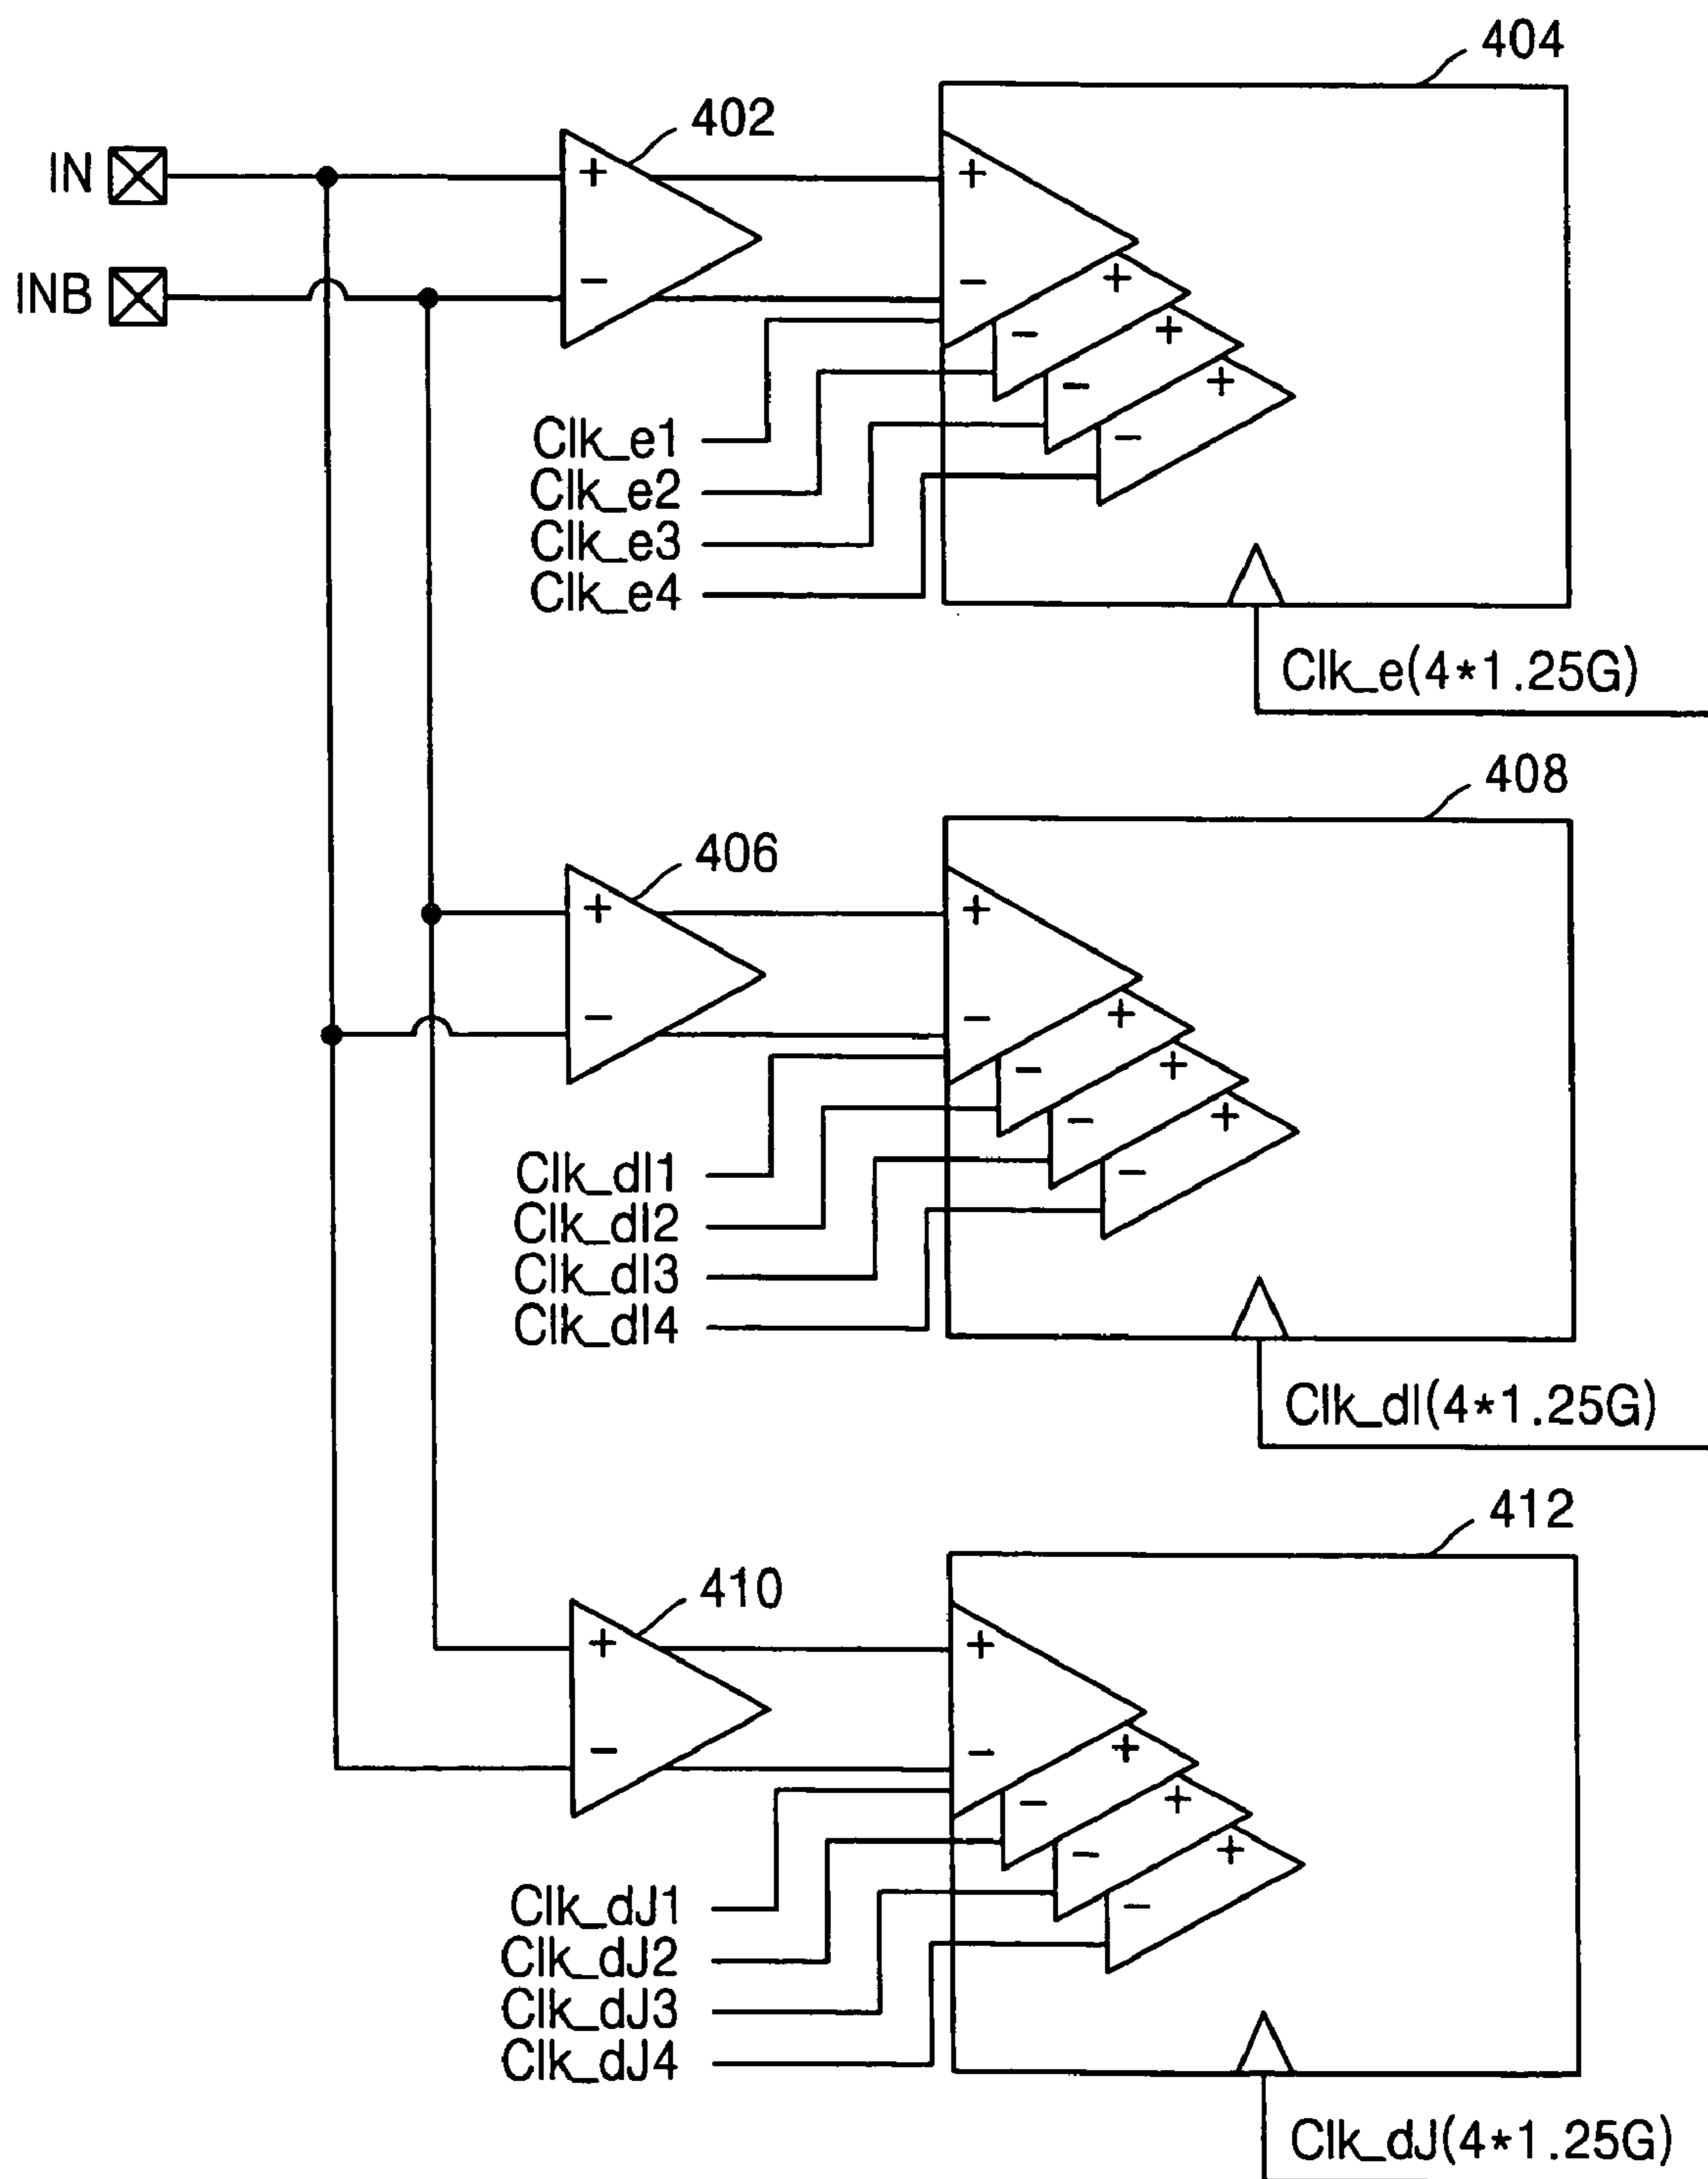 404
402
IN
+
+
INB
−
−
+
−
+
−
+
−
Clk_e1
Clk_e2
Clk_e3
Clk_e4
Clk_e(4*1.25G)
408
406
+
+
−
−
+
−
+
−
+
−
Clk_dI1
Clk_dI2
Clk_dI3
Clk_dI4
Clk_dI(4*1.25G)
412
410
+
+
−
−
+
−
+
−
+
−
Clk_dJ1
Clk_dJ2
Clk_dJ3
Clk_dJ4
Clk_dJ(4*1.25G)